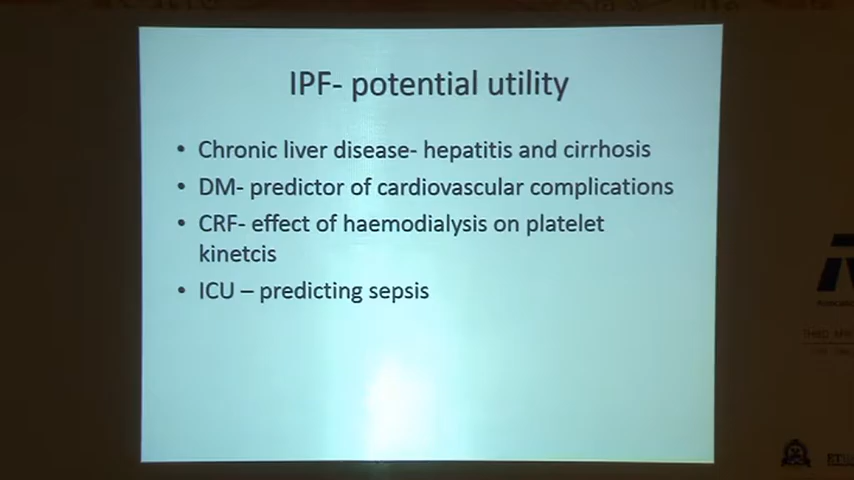 IPF- potential utility
• Chronic liver disease- hepatitis and cirrhosis
• DM- predictor of cardiovascular complications
• CRF- effect of haemodialysis on platelet
kinetcis
• ICU – predicting sepsis